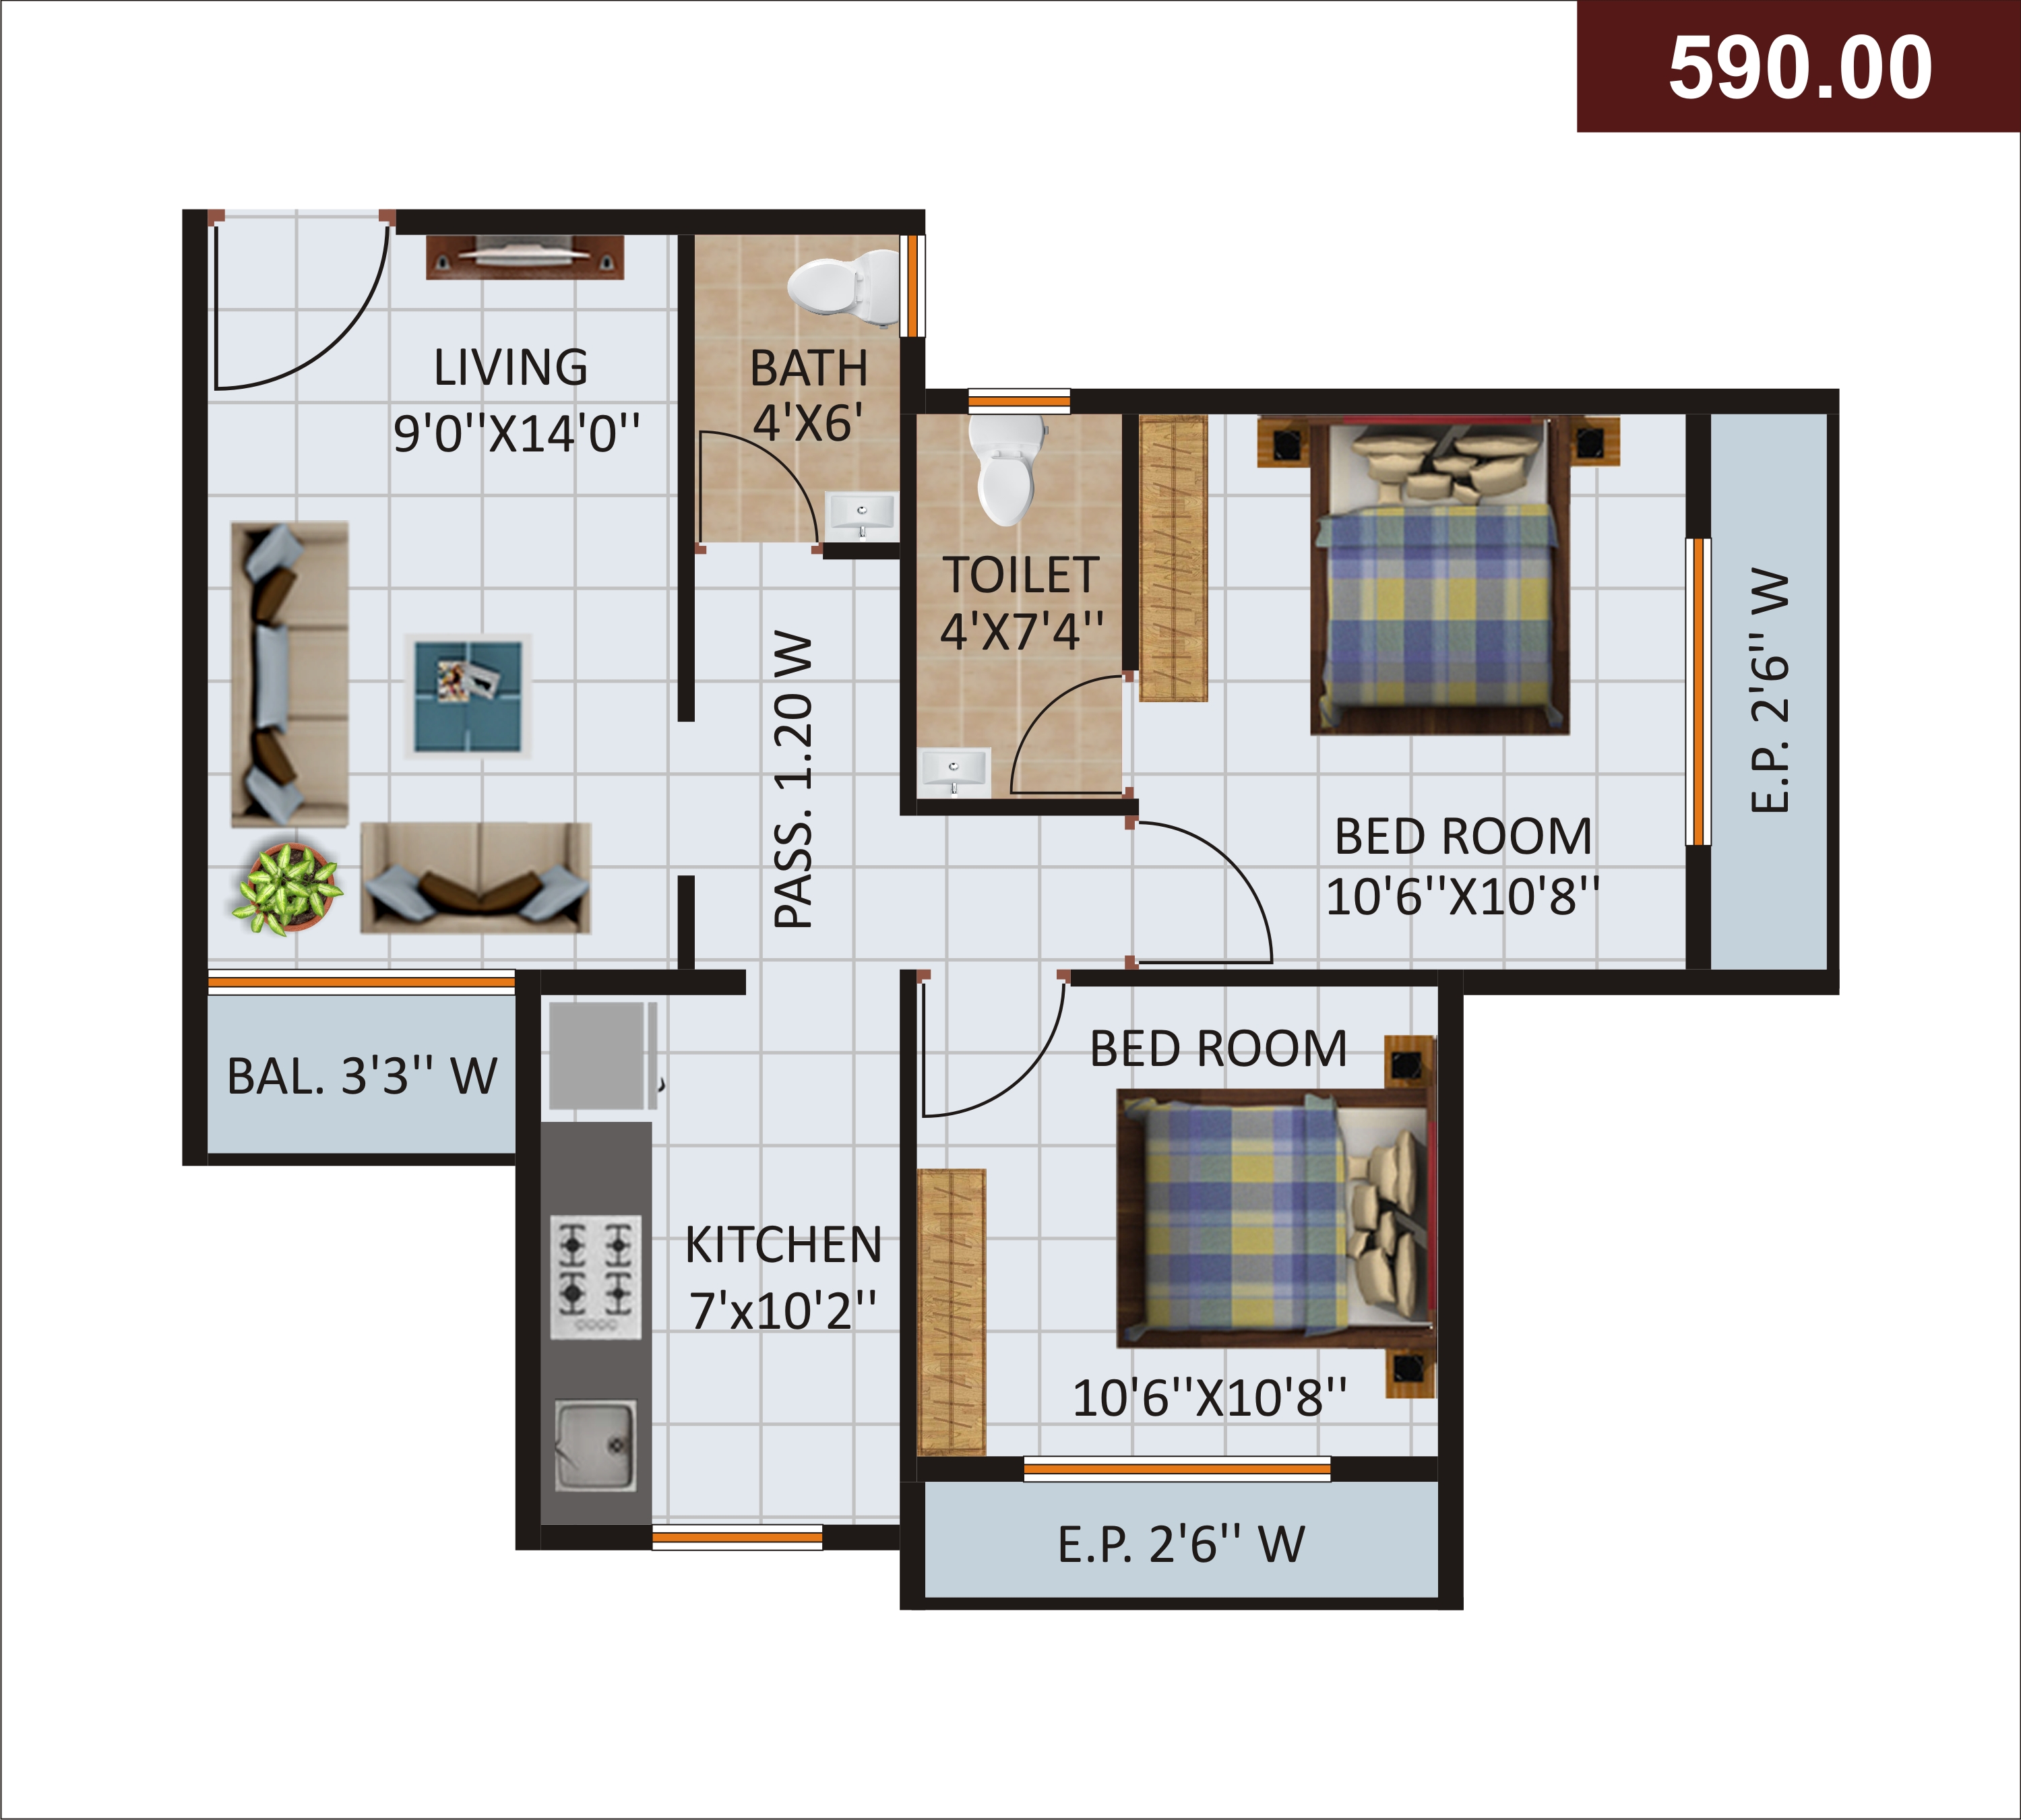 590.00
LIVING
9'0''X14'0''
BATH
4'X6'
TOILET
4'X7'4''
PASS. 1.20 W
BED ROOM
10'6''X10'8''
E.P. 2'6'' W
BAL. 3'3'' W
KITCHEN
7'x10'2''
BED ROOM
10'6''X10'8''
E.P. 2'6'' W